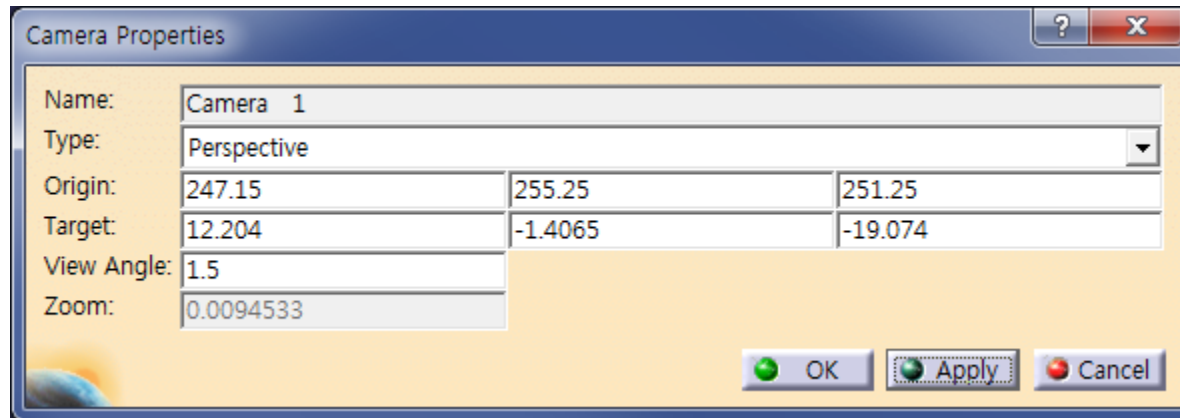 Camera Properties
?
Name: Camera 1
Type: Perspective
Origin: 247.15 255.25 251.25
Target: 12.204 -1.4065 -19.074
View Angle: 1.5
Zoom: 0.0094533
OK Apply Cancel